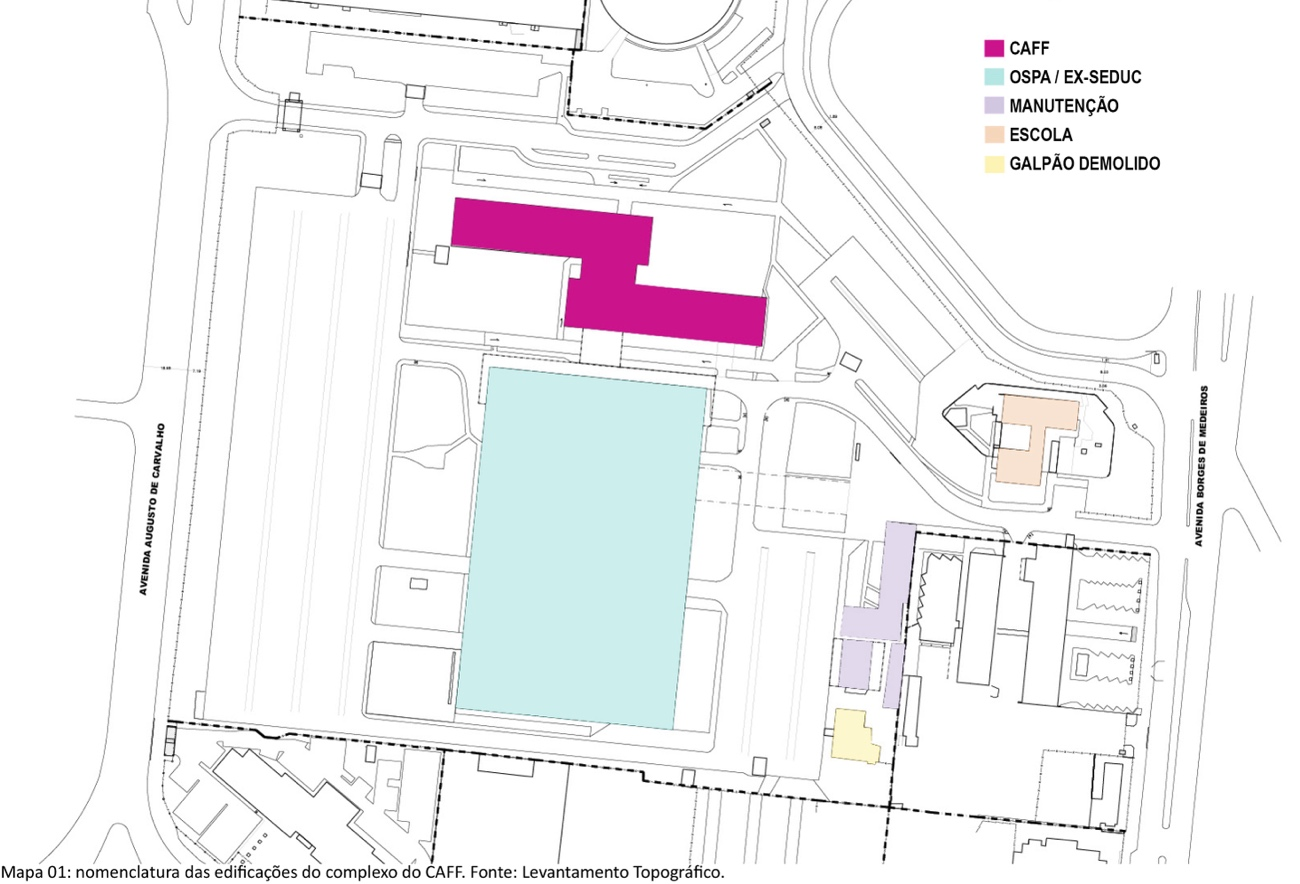 CAFF
OSPA / EX-SEDUC
MANUTENÇÃO
ESCOLA
GALPÃO DEMOLIDO
AVENIDA AUGUSTO DE CARVALHO
AVENIDA BORGES DE MEDEIROS
Mapa 01: nomenclatura das edificações do complexo do CAFF. Fonte: Levantamento Topográfico.